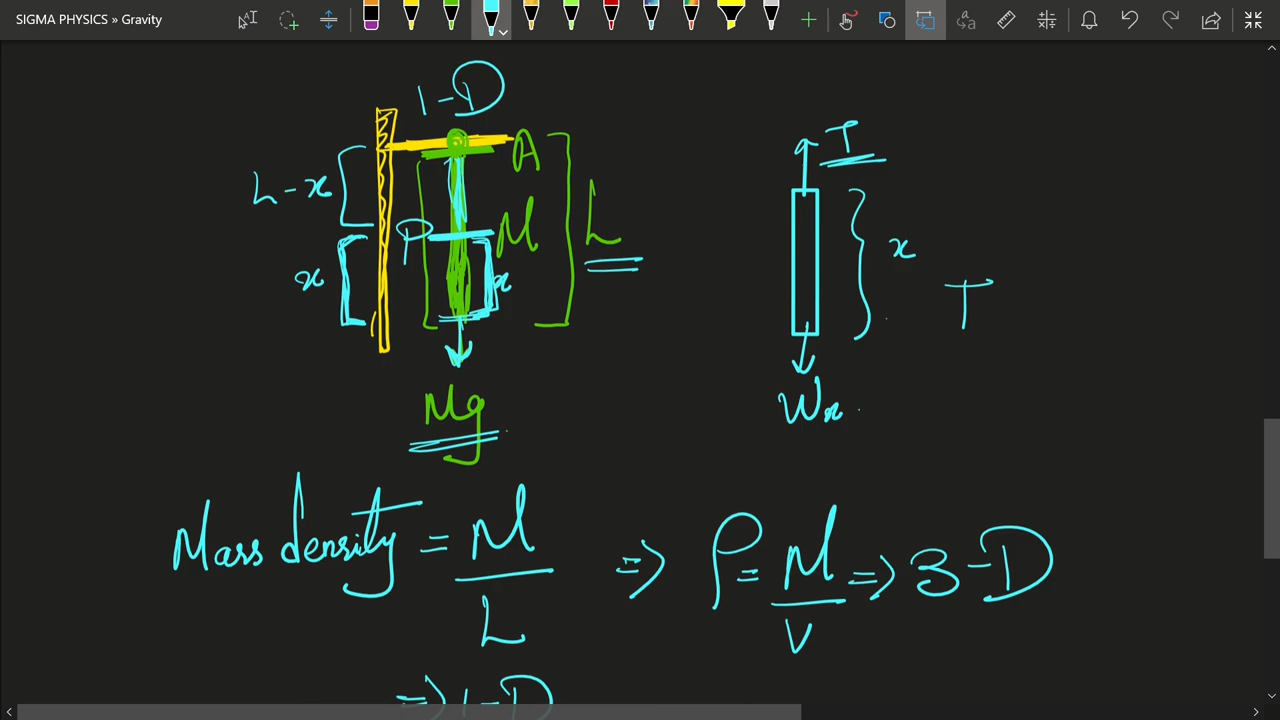 SIGMA PHYSICS » Gravity
1-D
A
L-x
P
M
L
x
x
Mg
T
x
T
Wx
Mass density = M/L => ρ = M/V => 3-D
=> 1-D